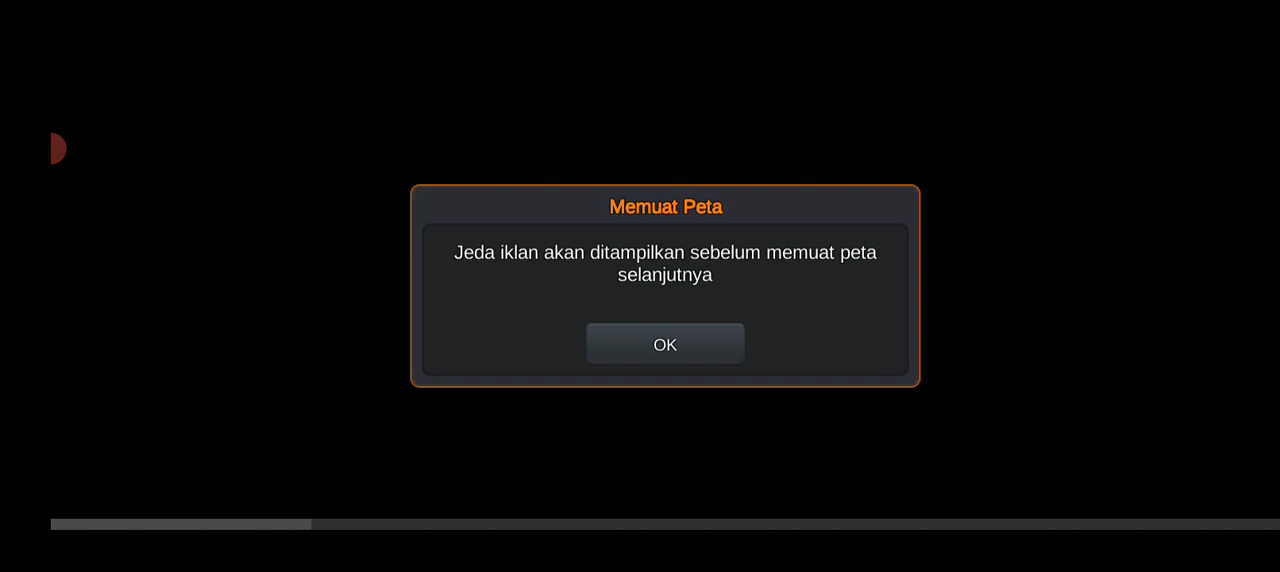 Memuat Peta
Jeda iklan akan ditampilkan sebelum memuat peta
selanjutnya
OK